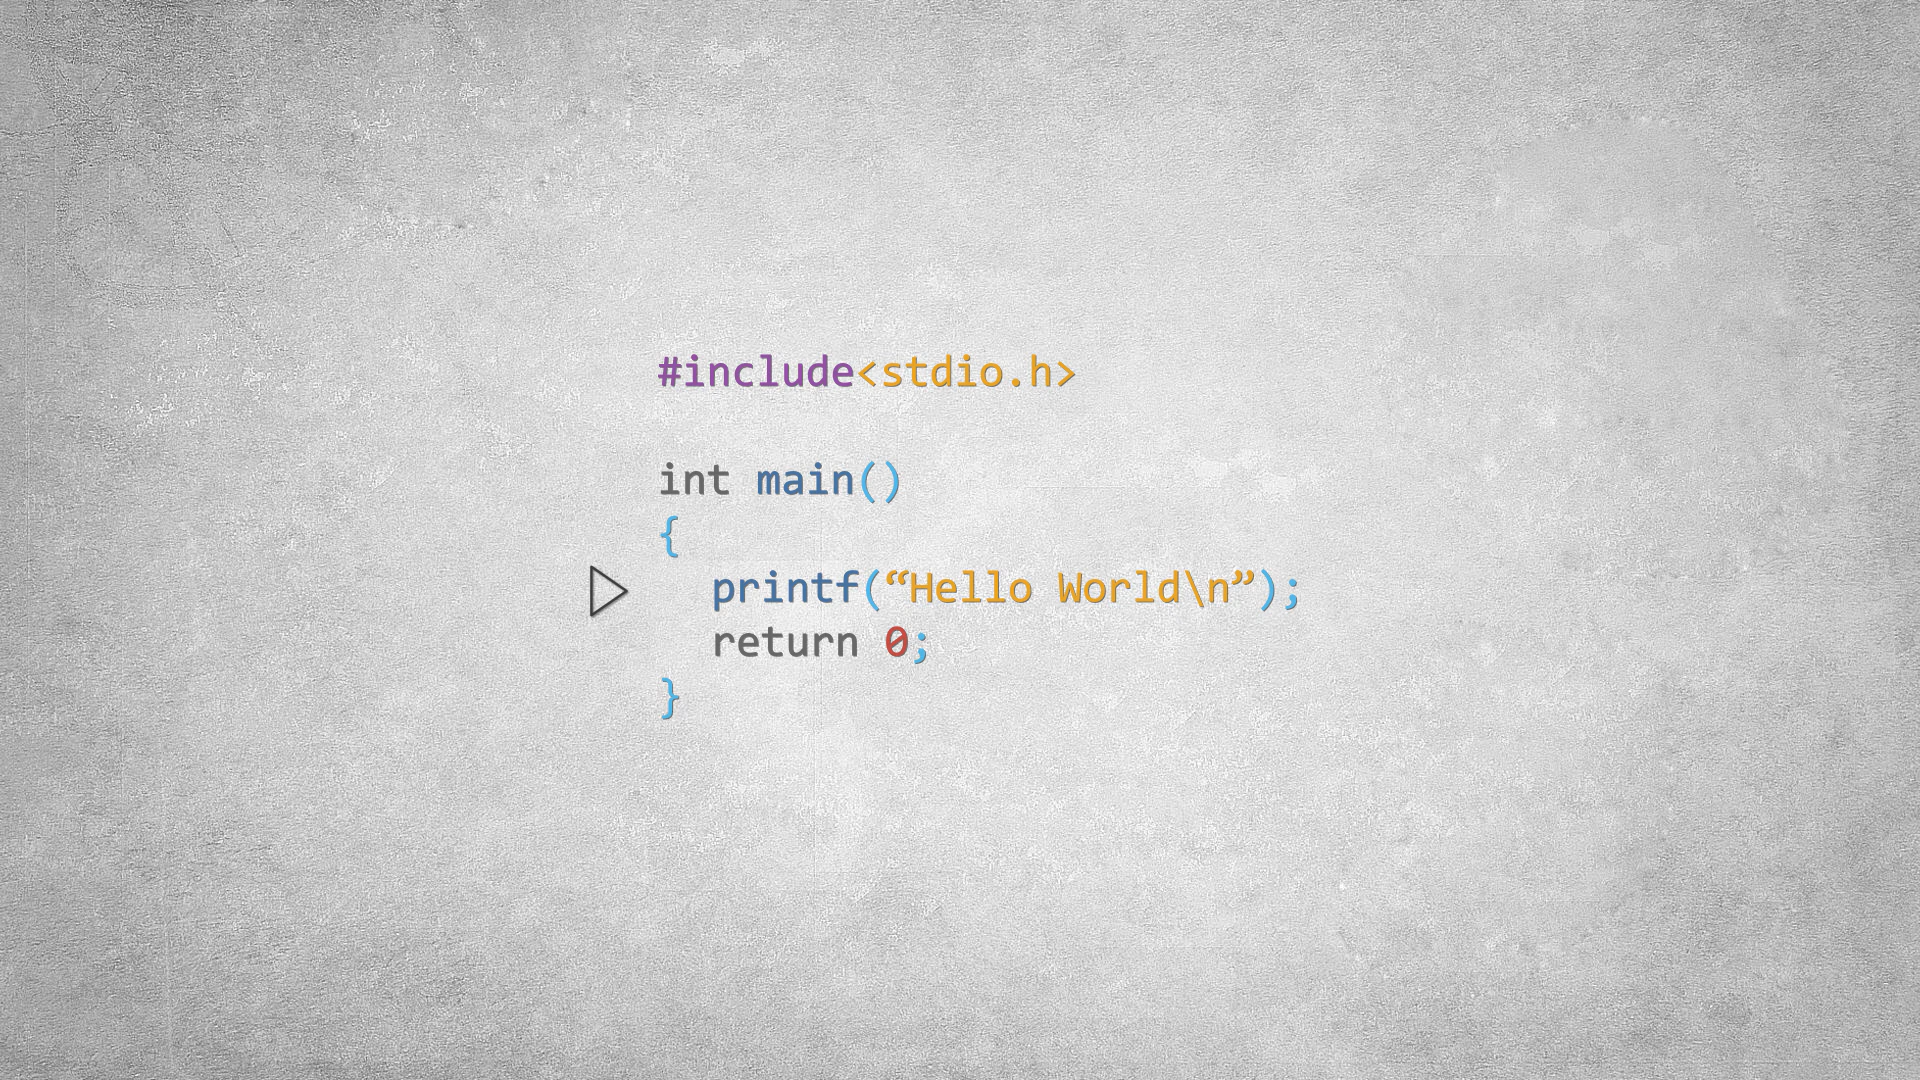 #include<stdio.h>
int main()
{
printf(“Hello World\n”);
return 0;
}